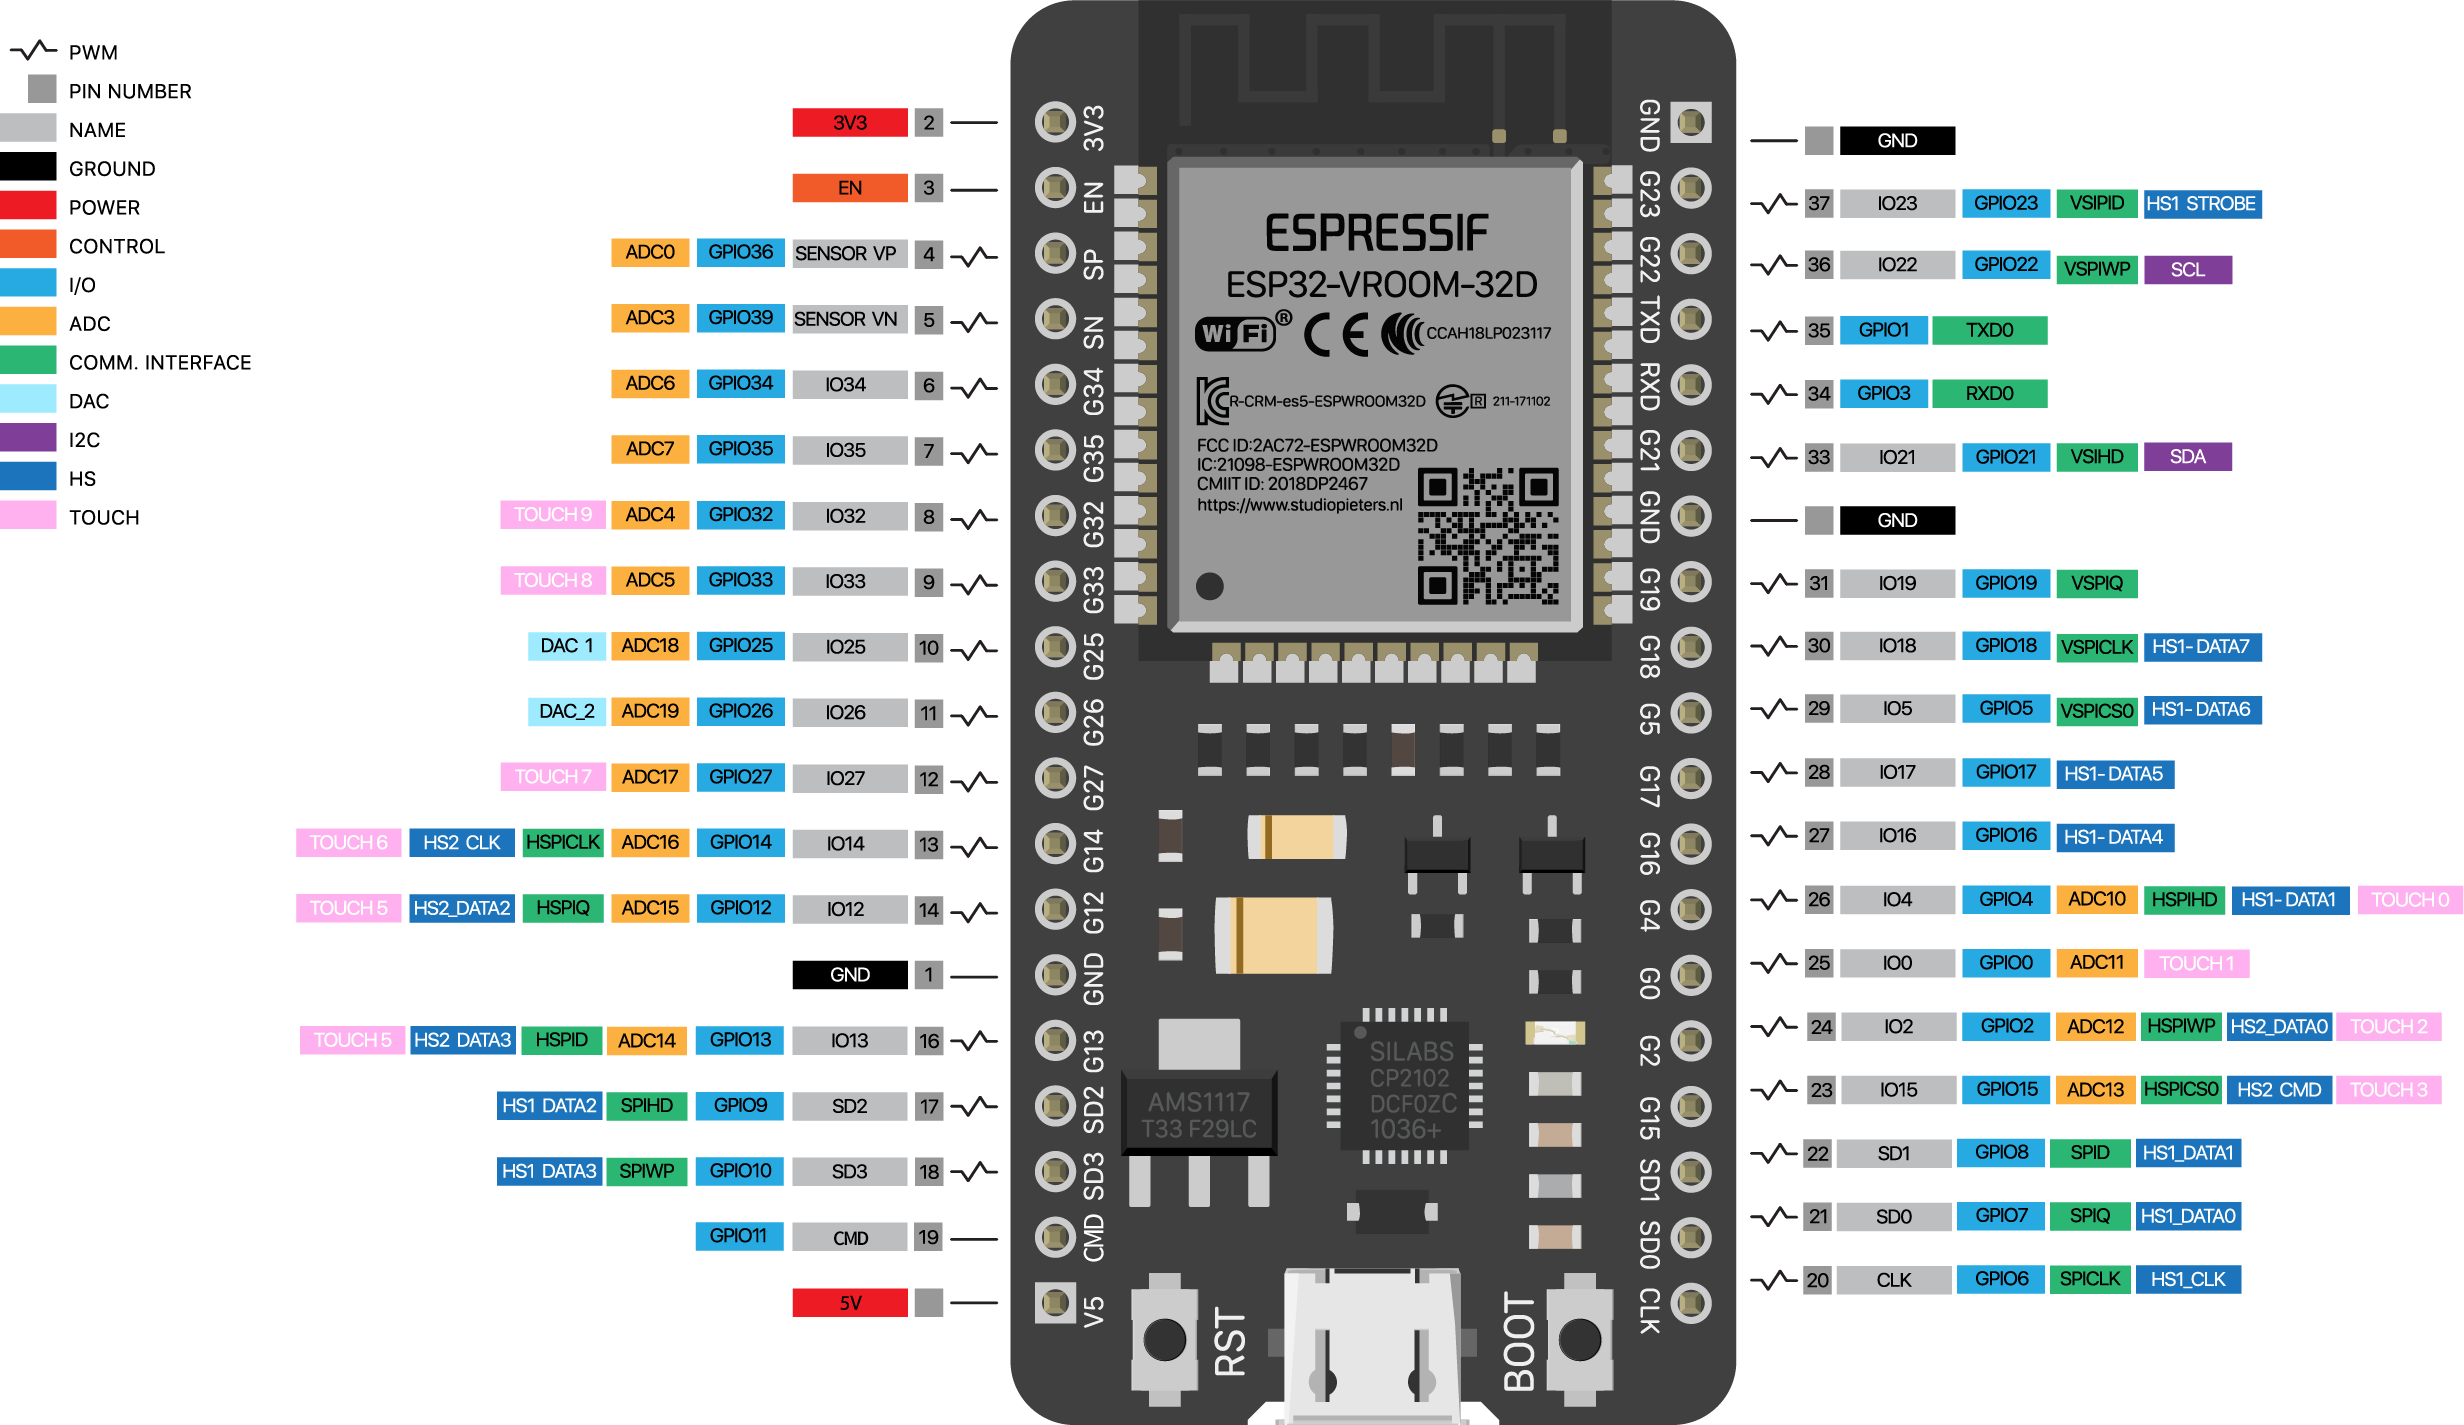 PWM
PIN NUMBER
NAME
GROUND
POWER
CONTROL
I/O
ADC
COMM. INTERFACE
DAC
I2C
HS
TOUCH
3V3 2
EN 3
ADC0 GPIO36 SENSOR VP 4
ADC3 GPIO39 SENSOR VN 5
ADC6 GPIO34 IO34 6
ADC7 GPIO35 IO35 7
TOUCH 9 ADC4 GPIO32 IO32 8
TOUCH 8 ADC5 GPIO33 IO33 9
DAC 1 ADC18 GPIO25 IO25 10
DAC_2 ADC19 GPIO26 IO26 11
TOUCH 7 ADC17 GPIO27 IO27 12
TOUCH 6 HS2 CLK HSPICLK ADC16 GPIO14 IO14 13
TOUCH 5 HS2_DATA2 HSPIQ ADC15 GPIO12 IO12 14
GND 1
TOUCH 5 HS2 DATA3 HSPID ADC14 GPIO13 IO13 16
HS1 DATA2 SPIHD GPIO9 SD2 17
HS1 DATA3 SPIWP GPIO10 SD3 18
GPIO11 CMD 19
5V
3V3
EN
SP
SN
G34
G35
G32
G33
G25
G26
G27
G14
G12
GND
G13
SD2
SD3
CMD
V5
ESPRESSIF
ESP32-VROOM-32D
WiFi® CE CCAH18LP023117
R-CRM-es5-ESPWROOM32D R 211-171102
FCC ID:2AC72-ESPWROOM32D
IC:21098-ESPWROOM32D
CMIIT ID: 2018DP2467
https://www.studiopieters.nl
SILABS
CP2102
DCF0ZC
1036+
AMS1117
T33 F29LC
RST
BOOT
GND
G23
G22
TXD
RXD
G21
GND
G19
G18
G5
G17
G16
G4
G0
G2
G15
SD1
SD0
CLK
GND
37 IO23 GPIO23 VSIPID HS1 STROBE
36 IO22 GPIO22 VSPIWP SCL
35 GPIO1 TXD0
34 GPIO3 RXD0
33 IO21 GPIO21 VSIHD SDA
GND
31 IO19 GPIO19 VSPIQ
30 IO18 GPIO18 VSPICLK HS1-DATA7
29 IO5 GPIO5 VSPICS0 HS1-DATA6
28 IO17 GPIO17 HS1-DATA5
27 IO16 GPIO16 HS1-DATA4
26 IO4 GPIO4 ADC10 HSPIHD HS1-DATA1 TOUCH 0
25 IO0 GPIO0 ADC11 TOUCH 1
24 IO2 GPIO2 ADC12 HSPIWP HS2_DATA0 TOUCH 2
23 IO15 GPIO15 ADC13 HSPICS0 HS2 CMD TOUCH 3
22 SD1 GPIO8 SPID HS1_DATA1
21 SD0 GPIO7 SPIQ HS1_DATA0
20 CLK GPIO6 SPICLK HS1_CLK